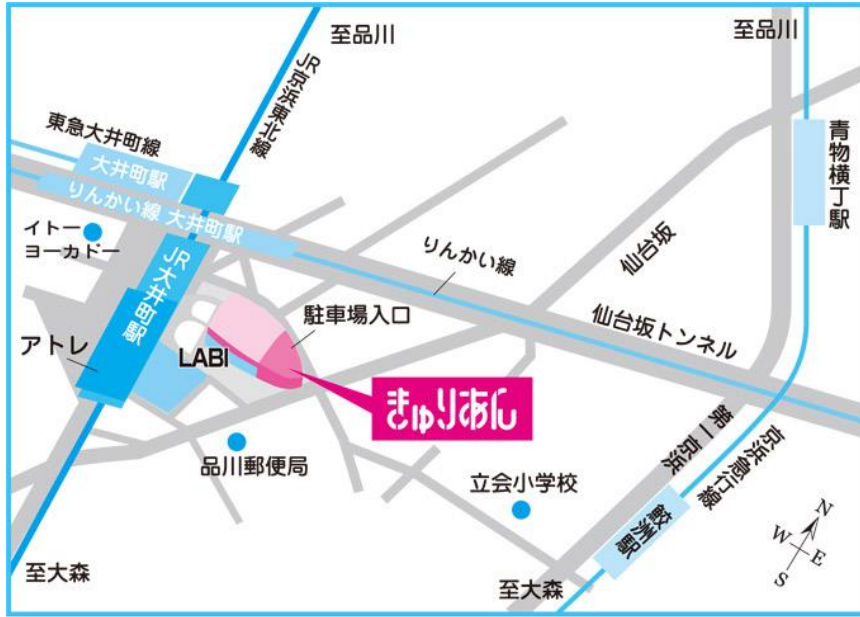 至品川
至品川
JR京浜東北線
東急大井町線
大井町駅
りんかい線 大井町駅
青物横丁駅
イトー
ヨーカドー
JR大井町駅
りんかい線
仙台坂
駐車場入口
仙台坂トンネル
アトレ
LABI
きゅりあん
第一京浜
京浜急行線
品川郵便局
立会小学校
鮫洲駅
N
W
E
S
至大森
至大森